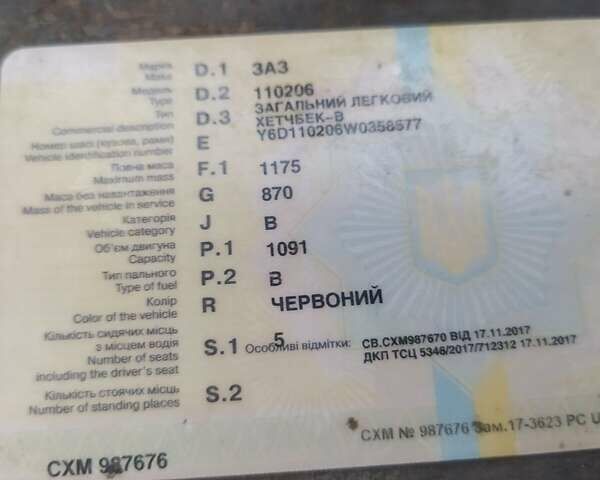 Марка D.1 ЗАЗ
Make
Модель D.2 110206
Type ЗАГАЛЬНИЙ ЛЕГКОВИЙ
Тип D.3 ХЕТЧБЕК-В
Commercial description
Номер шасі (кузова, рами) E Y6D110206W0358577
Vehicle identification number
Повна маса F.1 1175
Maximum mass
Маса без навантаження G 870
Mass of the vehicle in service
Категорія J B
Vehicle category
Об'єм двигуна P.1 1091
Capacity
Тип пального P.2 B
Type of fuel
Колір R ЧЕРВОНИЙ
Color of the vehicle
Кількість сидячих місць
з місцем водія S.1 5 Особливі відмітки: СВ.СХМ987670 ВІД 17.11.2017
Number of seats ДКП ТСЦ 5346/2017/712312 17.11.2017
including the driver's seat
Кількість стоячих місць S.2
Number of standing places
СХМ № 987676 Зам.17-3623 РС U
СХМ 987676